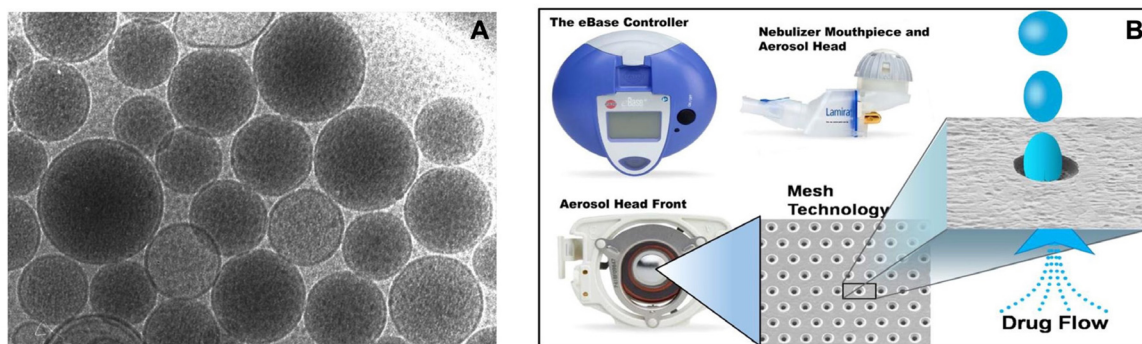 A
B
The eBase Controller
Nebulizer Mouthpiece and
Aerosol Head
Lamira
Aerosol Head Front
Mesh
Technology
Drug Flow